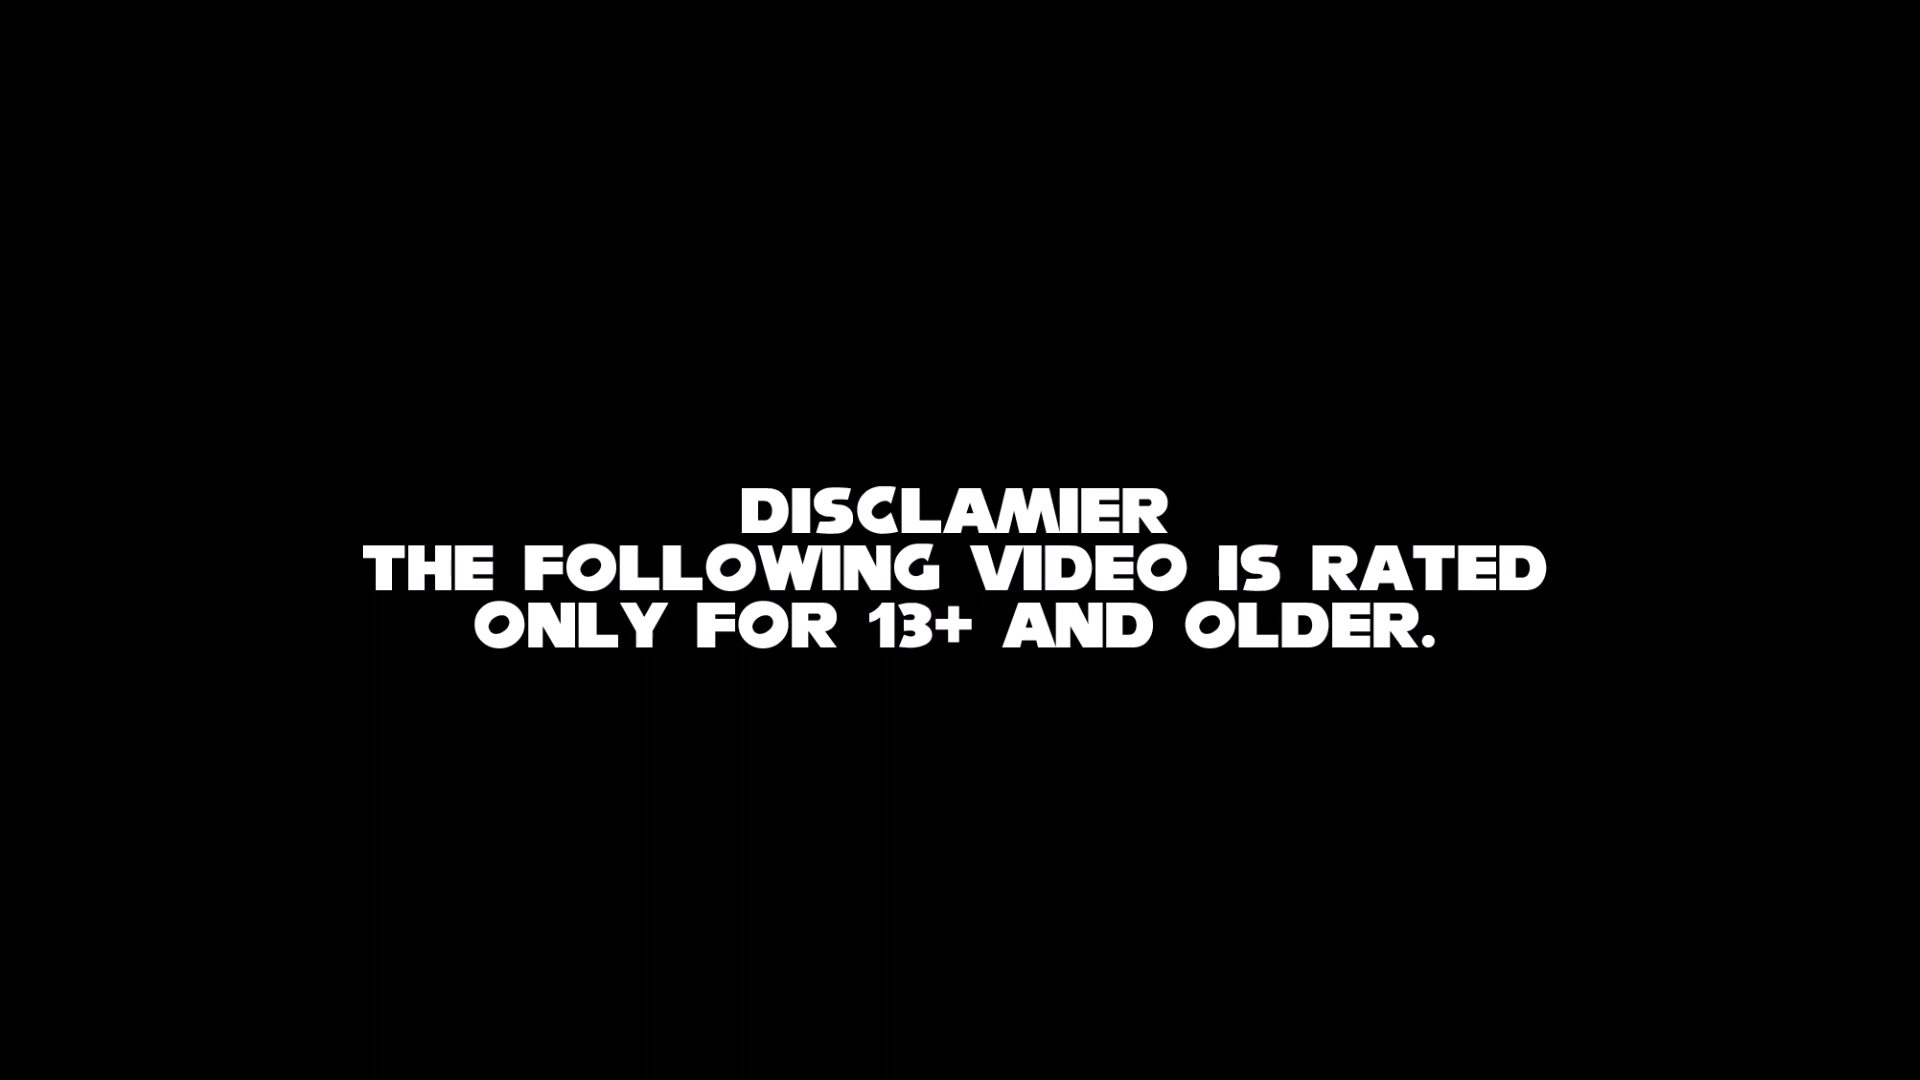 DISCLAMIER
THE FOLLOWING VIDEO IS RATED
ONLY FOR 13+ AND OLDER.